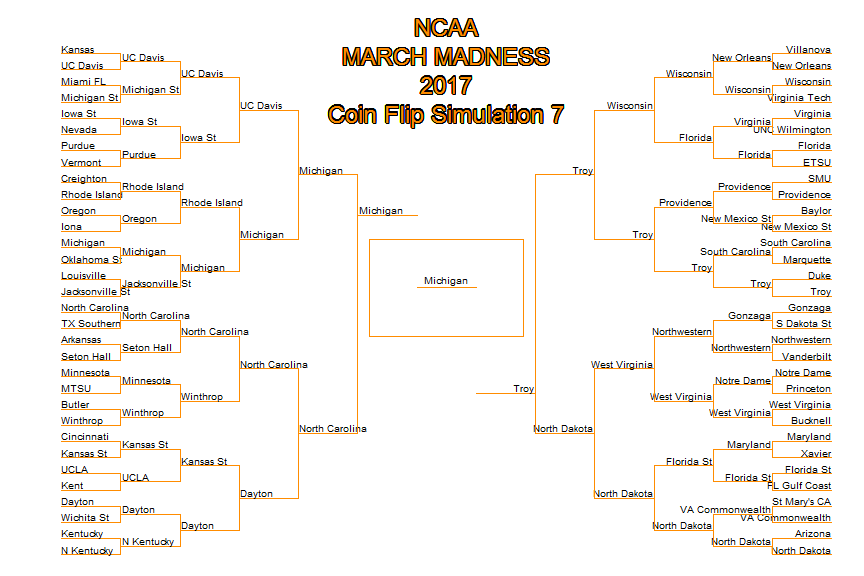 NCAA
MARCH MADNESS
2017
Coin Flip Simulation 7
Kansas
UC Davis
Miami FL
Michigan St
Iowa St
Nevada
Purdue
Vermont
Creighton
Rhode Island
Oregon
Iona
Michigan
Oklahoma St
Louisville
Jacksonville St
North Carolina
TX Southern
Arkansas
Seton Hall
Minnesota
MTSU
Butler
Winthrop
Cincinnati
Kansas St
UCLA
Kent
Dayton
Wichita St
Kentucky
N Kentucky
UC Davis
Michigan St
Iowa St
Purdue
Rhode Island
Oregon
Michigan
Jacksonville St
North Carolina
Seton Hall
Minnesota
Winthrop
Kansas St
UCLA
Dayton
N Kentucky
UC Davis
Iowa St
Rhode Island
Michigan
North Carolina
Winthrop
Kansas St
Dayton
UC Davis
Michigan
North Carolina
Dayton
Michigan
North Carolina
Michigan
Michigan
Troy
Troy
North Dakota
Wisconsin
Troy
West Virginia
North Dakota
Wisconsin
Florida
Providence
Troy
Northwestern
West Virginia
Florida St
North Dakota
New Orleans
Wisconsin
Virginia
Florida
Providence
New Mexico St
South Carolina
Troy
Gonzaga
Northwestern
Notre Dame
West Virginia
Maryland
Florida St
VA Commonwealth
North Dakota
Villanova
New Orleans
Wisconsin
Virginia Tech
Virginia
UNC Wilmington
Florida
ETSU
SMU
Providence
Baylor
New Mexico St
South Carolina
Marquette
Duke
Troy
Gonzaga
S Dakota St
Northwestern
Vanderbilt
Notre Dame
Princeton
West Virginia
Bucknell
Maryland
Xavier
Florida St
FL Gulf Coast
St Mary's CA
VA Commonwealth
Arizona
North Dakota